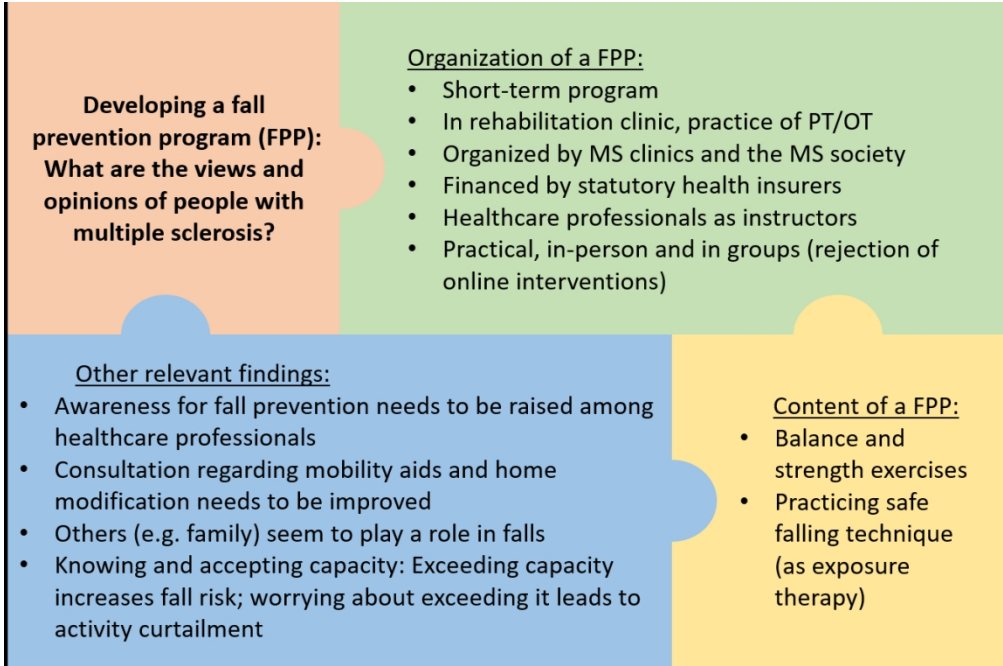 Developing a fall
prevention program (FPP):
What are the views and
opinions of people with
multiple sclerosis?
Organization of a FPP:
• Short-term program
• In rehabilitation clinic, practice of PT/OT
• Organized by MS clinics and the MS society
• Financed by statutory health insurers
• Healthcare professionals as instructors
• Practical, in-person and in groups (rejection of
online interventions)
Other relevant findings:
• Awareness for fall prevention needs to be raised among
healthcare professionals
• Consultation regarding mobility aids and home
modification needs to be improved
• Others (e.g. family) seem to play a role in falls
• Knowing and accepting capacity: Exceeding capacity
increases fall risk; worrying about exceeding it leads to
activity curtailment
Content of a FPP:
• Balance and
strength exercises
• Practicing safe
falling technique
(as exposure
therapy)